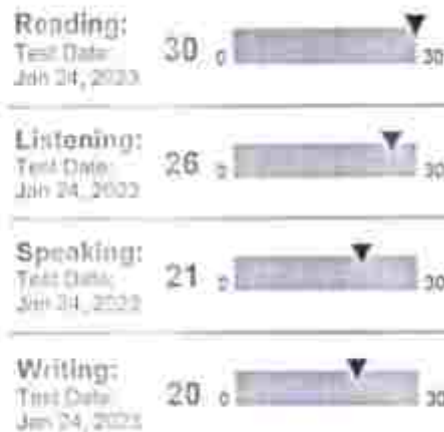 Reading:
Test Date:
Jan 24, 2023
30
0
30
Listening:
Test Date:
Jan 24, 2023
26
0
30
Speaking:
Test Date:
Jan 24, 2023
21
0
30
Writing:
Test Date:
Jan 24, 2023
20
0
30